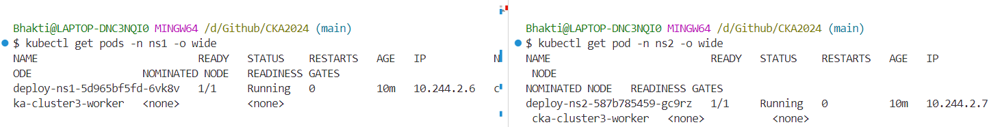 Bhakti@LAPTOP-DNC3NQI0 MINGW64 /d/Github/CKA2024 (main)
$ kubectl get pods -n ns1 -o wide
NAME READY STATUS RESTARTS AGE IP N
ODE NOMINATED NODE READINESS GATES
deploy-ns1-5d965bf5fd-6vk8v 1/1 Running 0 10m 10.244.2.6 c
ka-cluster3-worker <none> <none>
Bhakti@LAPTOP-DNC3NQI0 MINGW64 /d/Github/CKA2024 (main)
$ kubectl get pod -n ns2 -o wide
NAME READY STATUS RESTARTS AGE IP
NODE
NOMINATED NODE READINESS GATES
deploy-ns2-587b785459-gc9rz 1/1 Running 0 10m 10.244.2.7
cka-cluster3-worker <none> <none>